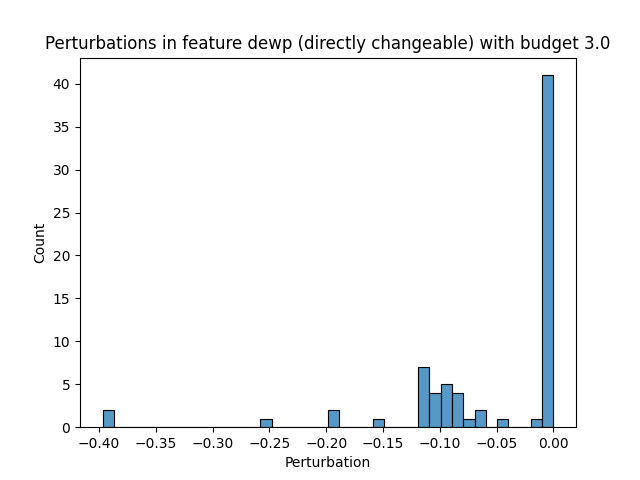 Perturbations in feature dewp (directly changeable) with budget 3.0
40
35
30
25
20
15
10
5
0
Count
−0.40 −0.35 −0.30 −0.25 −0.20 −0.15 −0.10 −0.05 0.00
Perturbation